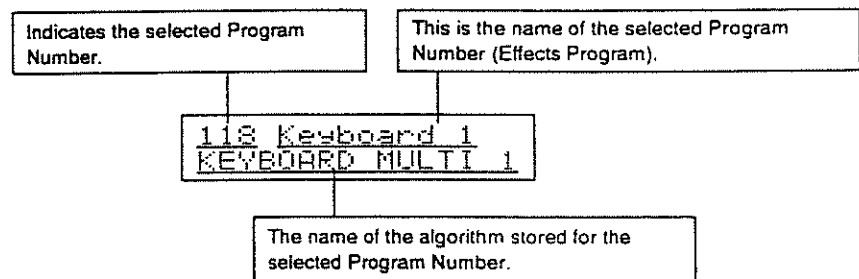 Indicates the selected Program
Number.
This is the name of the selected Program
Number (Effects Program).
118 Keyboard 1
KEYBOARD MULTI 1
The name of the algorithm stored for the
selected Program Number.